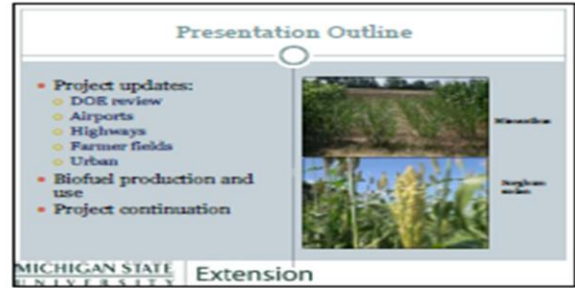 Presentation Outline
• Project updates:
○ DOE review
○ Airports
○ Highways
○ Farmer fields
○ Urban
• Biofuel production and
use
• Project continuation
MICHIGAN STATE
UNIVERSITY
Extension